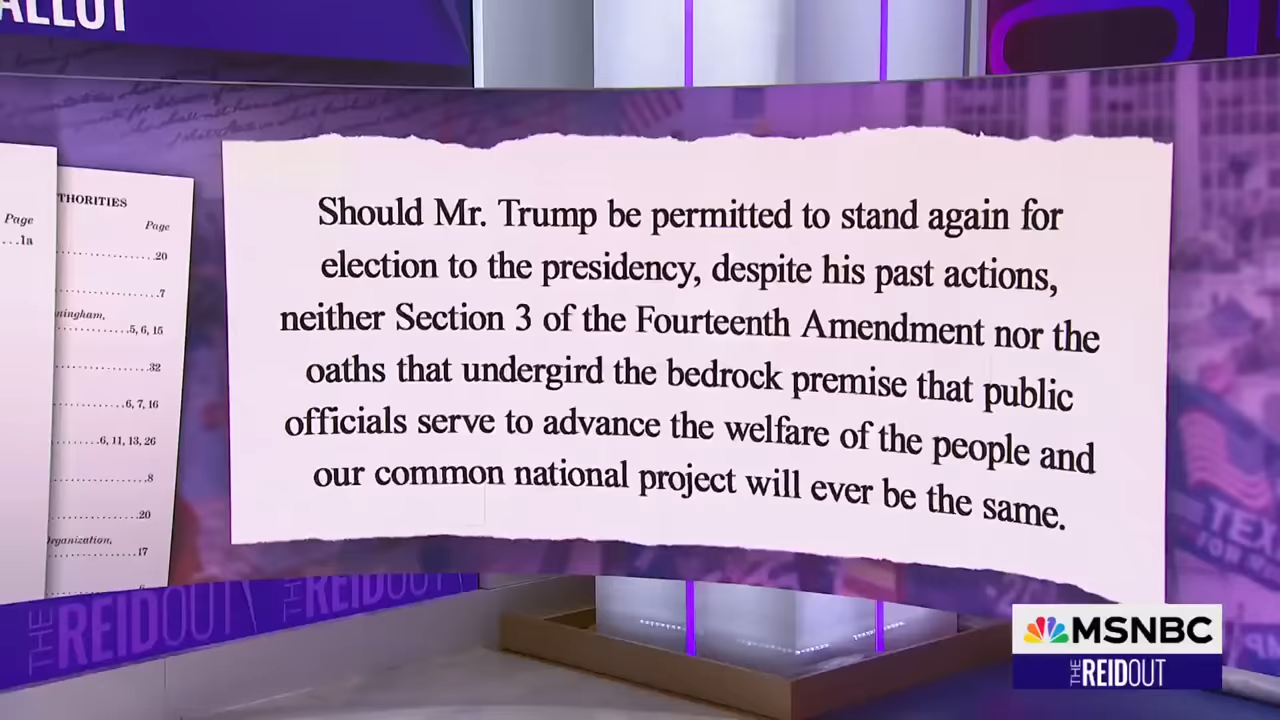 ALLOT
THORITIES
Page
Page
...1a
....................20
....................7
ningham,
...............5, 6, 15
....................32
...............6, 7, 16
.........6, 11, 13, 26
....................8
....................20
Organization,
....................17
Should Mr. Trump be permitted to stand again for
election to the presidency, despite his past actions,
neither Section 3 of the Fourteenth Amendment nor the
oaths that undergird the bedrock premise that public
officials serve to advance the welfare of the people and
our common national project will ever be the same.
THE REIDOUT
THE REIDOUT
TEX
MSNBC
THE REIDOUT